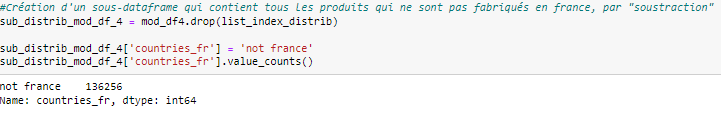 #Création d'un sous-dataframe qui contient tous les produits qui ne sont pas fabriqués en france, par "soustraction"
sub_distrib_mod_df_4 = mod_df4.drop(list_index_distrib)
sub_distrib_mod_df_4['countries_fr'] = 'not france'
sub_distrib_mod_df_4['countries_fr'].value_counts()
not france    136256
Name: countries_fr, dtype: int64